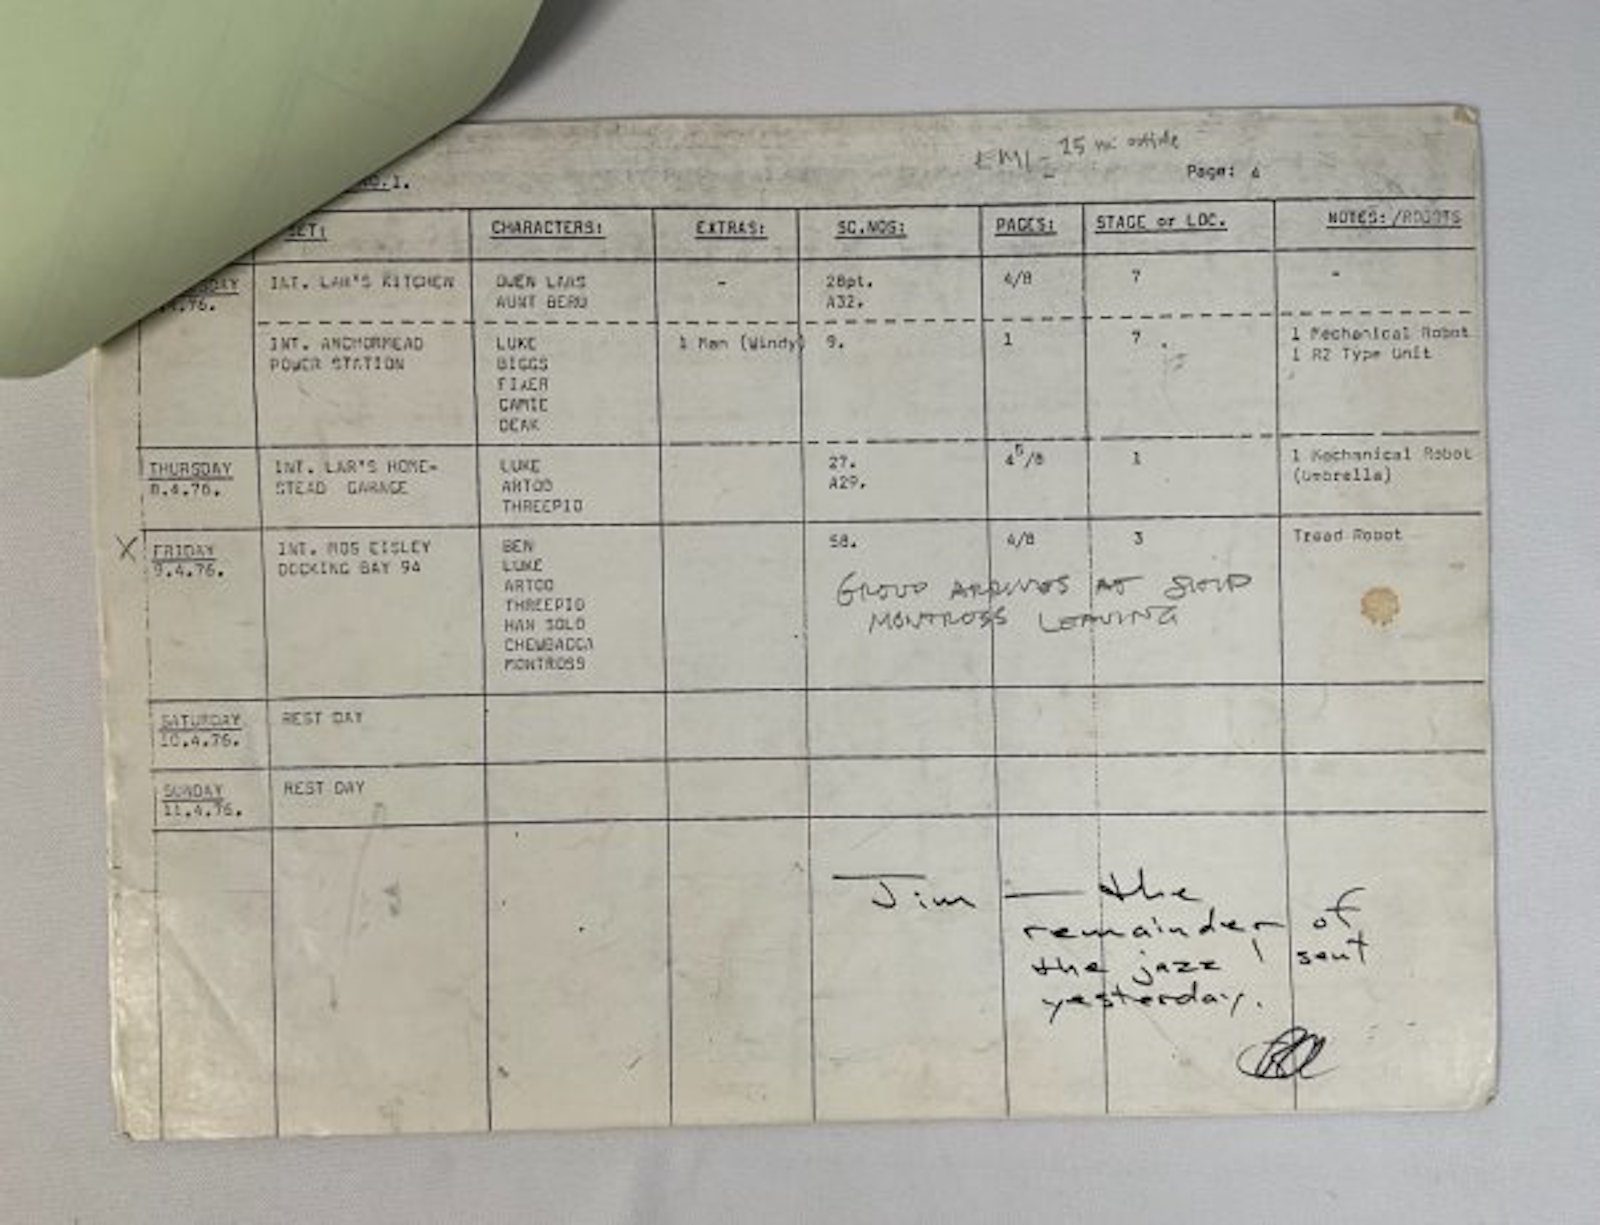 EMI - 25 mi outside
NO.1. Page: 4
SET: CHARACTERS: EXTRAS: SC.NOS: PAGES: STAGE or LOC. NOTES:/ROBOTS
INT. LAR'S KITCHEN OWEN LARS - 28pt. 4/8 7 -
.76. AUNT BERU A32.
INT. ANCHORHEAD LUKE 1 Man (Windy) 9. 1 7 1 Mechanical Robot
POWER STATION BIGGS 1 R2 Type Unit
FIXER
CAMIE
DEAK
THURSDAY INT. LAR'S HOME- LUKE 27. 4 5/8 1 1 Mechanical Robot
8.4.76. STEAD GARAGE ARTOO A29. (Umbrella)
THREEPIO
X FRIDAY INT. MOS EISLEY BEN 58. 4/8 3 Tread Robot
9.4.76. DOCKING BAY 94 LUKE
ARTOO GROUP ARRIVES AT SHIP
THREEPIO MONTROSS LEAVING
HAN SOLO
CHEWBACCA
MONTROSS
SATURDAY REST DAY
10.4.76.
SUNDAY REST DAY
11.4.76.
Jim — the
remainder of
the jazz I sent
yesterday.